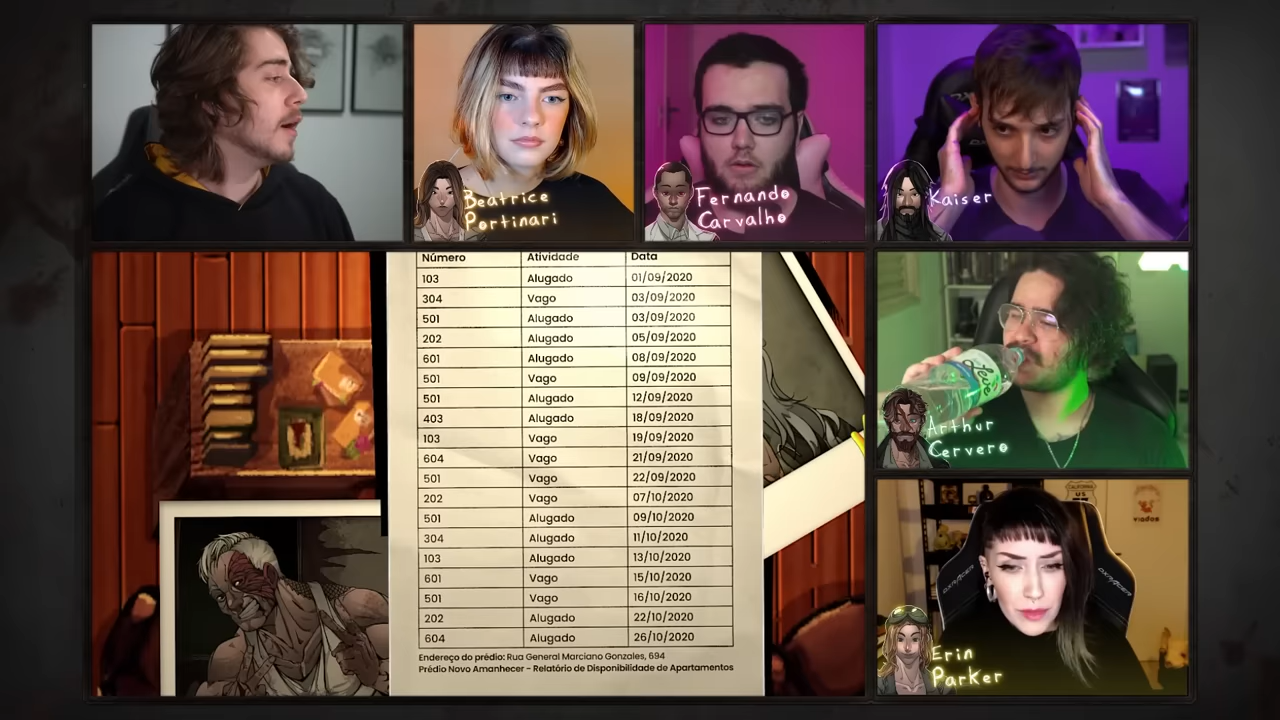 Beatrice
Portinari
Fernando
Carvalho
Kaiser
Número Atividade Data
103 Alugado 01/09/2020
304 Vago 03/09/2020
501 Alugado 03/09/2020
202 Alugado 05/09/2020
601 Alugado 08/09/2020
501 Vago 09/09/2020
501 Alugado 12/09/2020
403 Alugado 18/09/2020
103 Vago 19/09/2020
604 Vago 21/09/2020
501 Vago 22/09/2020
202 Vago 07/10/2020
501 Alugado 09/10/2020
304 Alugado 11/10/2020
103 Alugado 13/10/2020
601 Vago 15/10/2020
501 Vago 16/10/2020
202 Alugado 22/10/2020
604 Alugado 26/10/2020
Endereço do prédio: Rua General Marciano Gonzales, 694
Prédio Novo Amanhecer - Relatório de Disponibilidade de Apartamentos
Leve
Arthur
Cervero
CALIFORNIA
US
viados
DXRACER
DXRACER
Erin
Parker